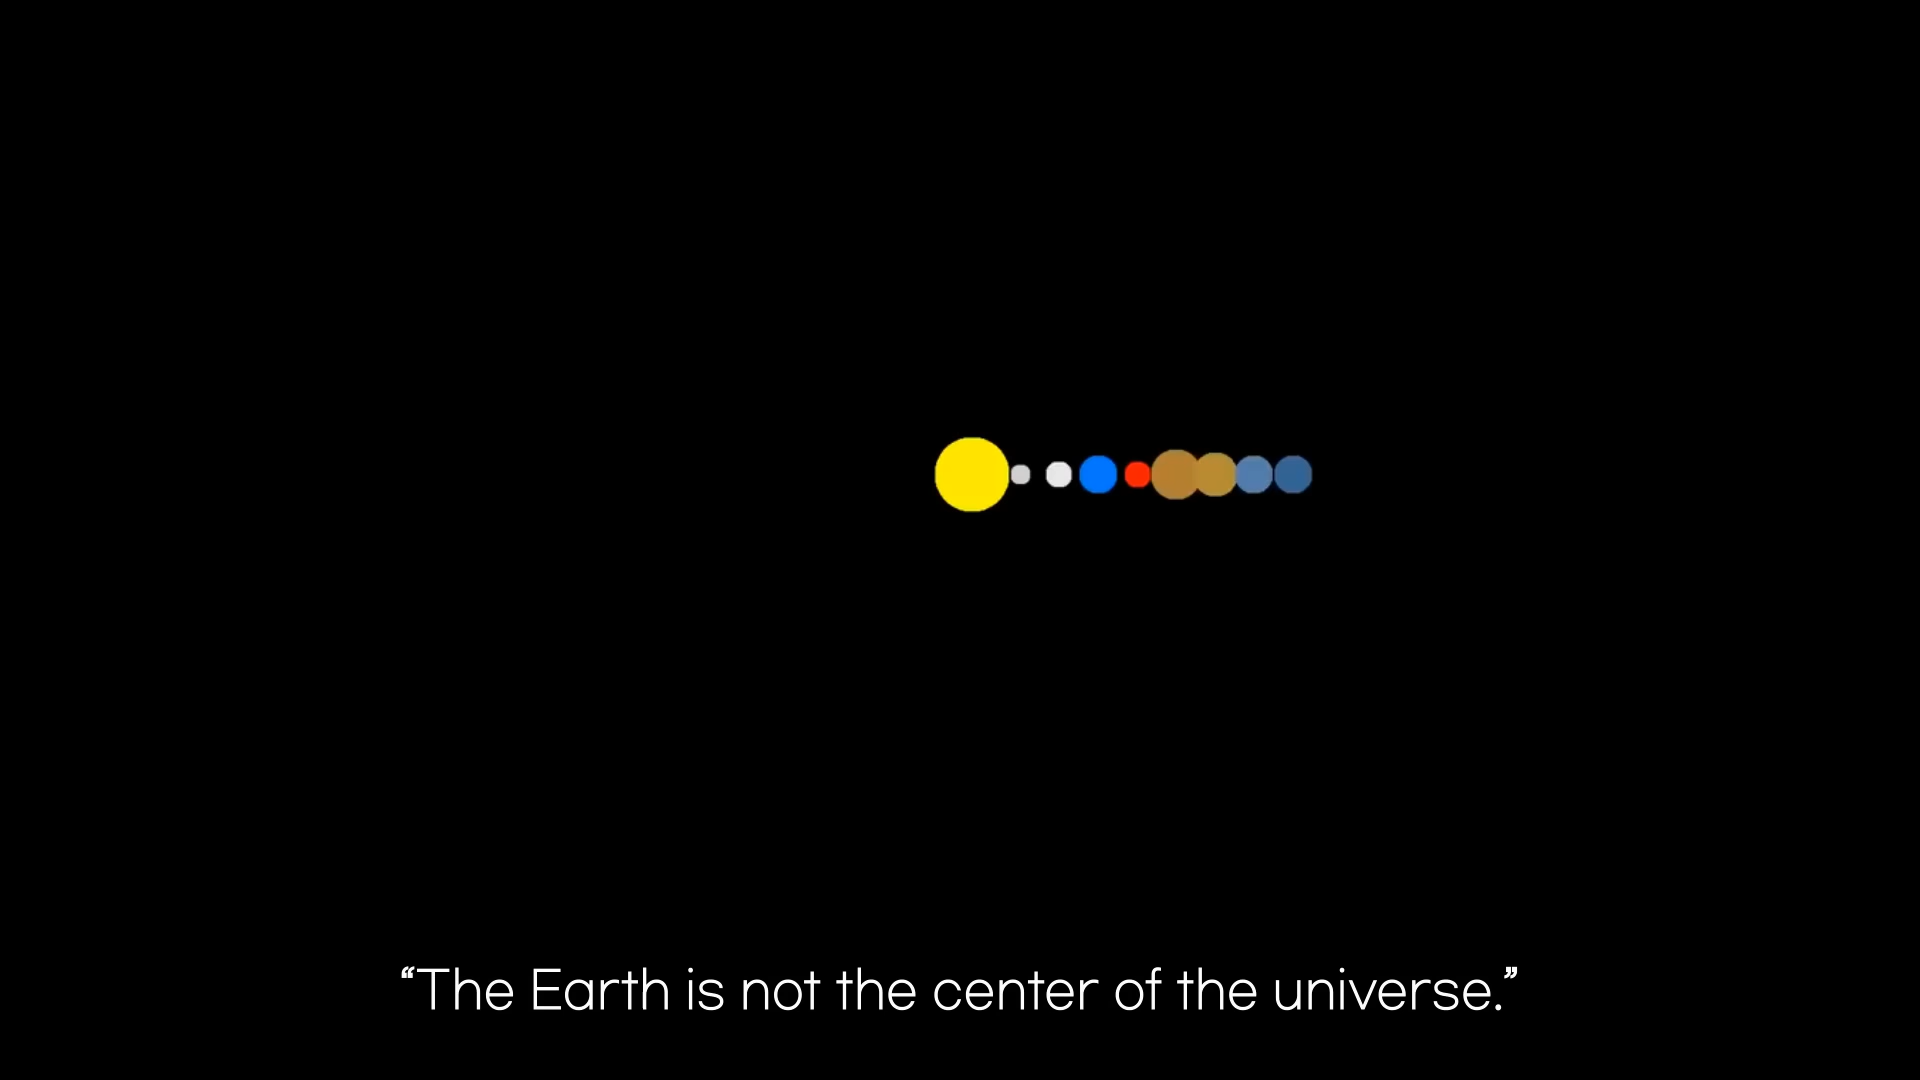 “The Earth is not the center of the universe.”